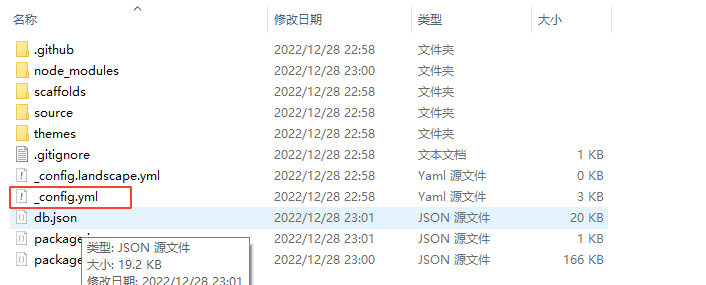 名称 修改日期 类型 大小
.github 2022/12/28 22:58 文件夹
node_modules 2022/12/28 23:00 文件夹
scaffolds 2022/12/28 22:58 文件夹
source 2022/12/28 22:58 文件夹
themes 2022/12/28 22:58 文件夹
.gitignore 2022/12/28 22:58 文本文档 1 KB
_config.landscape.yml 2022/12/28 22:58 Yaml 源文件 0 KB
_config.yml 2022/12/28 22:58 Yaml 源文件 3 KB
db.json 2022/12/28 23:01 JSON 源文件 20 KB
package 2022/12/28 23:01 JSON 源文件 1 KB
类型: JSON 源文件
package 2022/12/28 23:00 JSON 源文件 166 KB
大小: 19.2 KB
修改日期: 2022/12/28 23:01